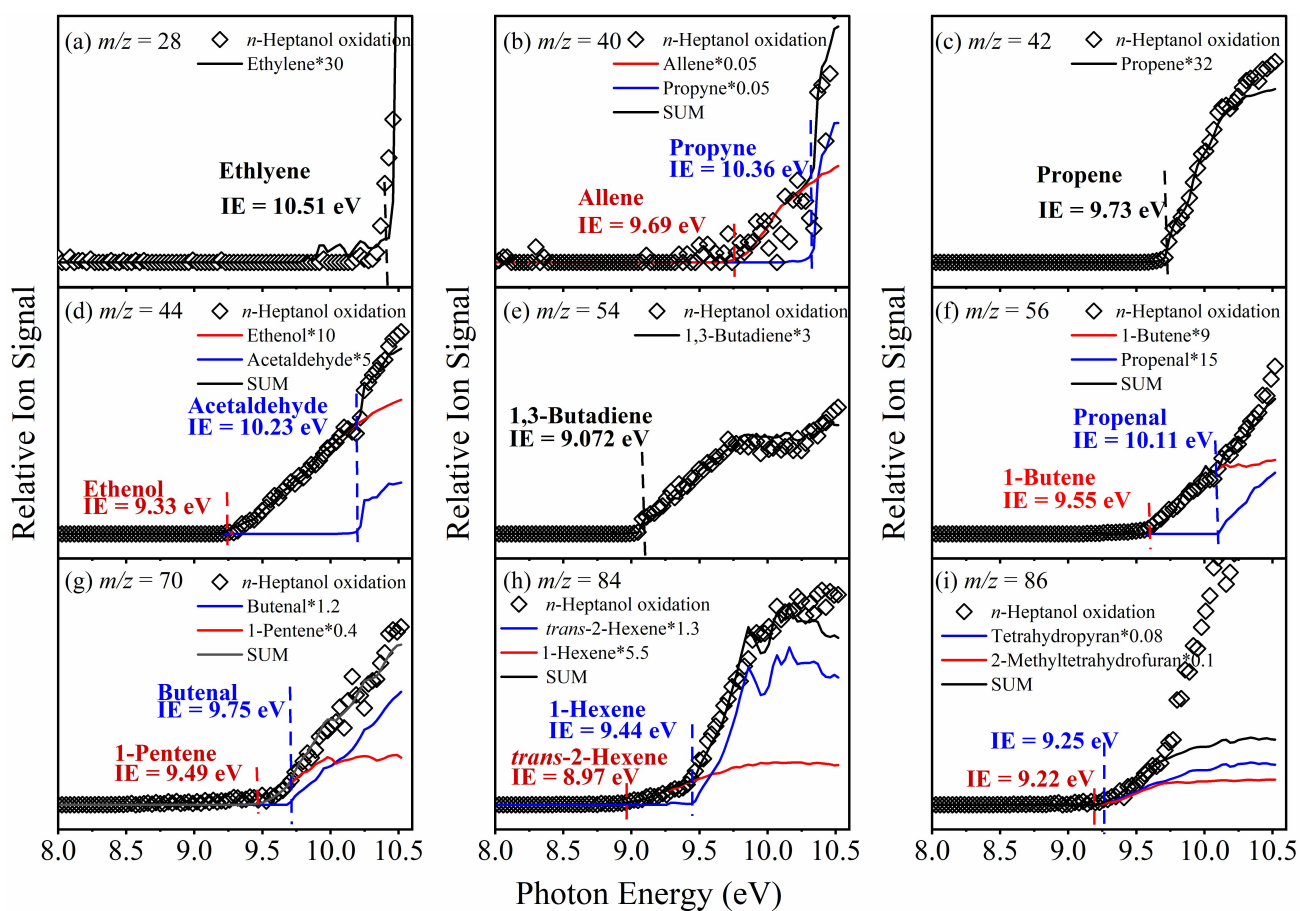 (a) m/z = 28
n-Heptanol oxidation
Ethylene*30
Ethlyene
IE = 10.51 eV
(b) m/z = 40
n-Heptanol oxidation
Allene*0.05
Propyne*0.05
SUM
Propyne
IE = 10.36 eV
Allene
IE = 9.69 eV
(c) m/z = 42
n-Heptanol oxidation
Propene*32
Propene
IE = 9.73 eV
(d) m/z = 44
n-Heptanol oxidation
Ethenol*10
Acetaldehyde*5
SUM
Acetaldehyde
IE = 10.23 eV
Ethenol
IE = 9.33 eV
(e) m/z = 54
n-Heptanol oxidation
1,3-Butadiene*3
1,3-Butadiene
IE = 9.072 eV
(f) m/z = 56
n-Heptanol oxidation
1-Butene*9
Propenal*15
SUM
Propenal
IE = 10.11 eV
1-Butene
IE = 9.55 eV
(g) m/z = 70
n-Heptanol oxidation
Butenal*1.2
1-Pentene*0.4
SUM
Butenal
IE = 9.75 eV
1-Pentene
IE = 9.49 eV
(h) m/z = 84
n-Heptanol oxidation
trans-2-Hexene*1.3
1-Hexene*5.5
SUM
1-Hexene
IE = 9.44 eV
trans-2-Hexene
IE = 8.97 eV
(i) m/z = 86
n-Heptanol oxidation
Tetrahydropyran*0.08
2-Methyltetrahydrofuran*0.1
SUM
IE = 9.25 eV
IE = 9.22 eV
Relative Ion Signal
Relative Ion Signal
Relative Ion Signal
8.0 8.5 9.0 9.5 10.0 10.5
8.0 8.5 9.0 9.5 10.0 10.5
8.0 8.5 9.0 9.5 10.0 10.5
Photon Energy (eV)